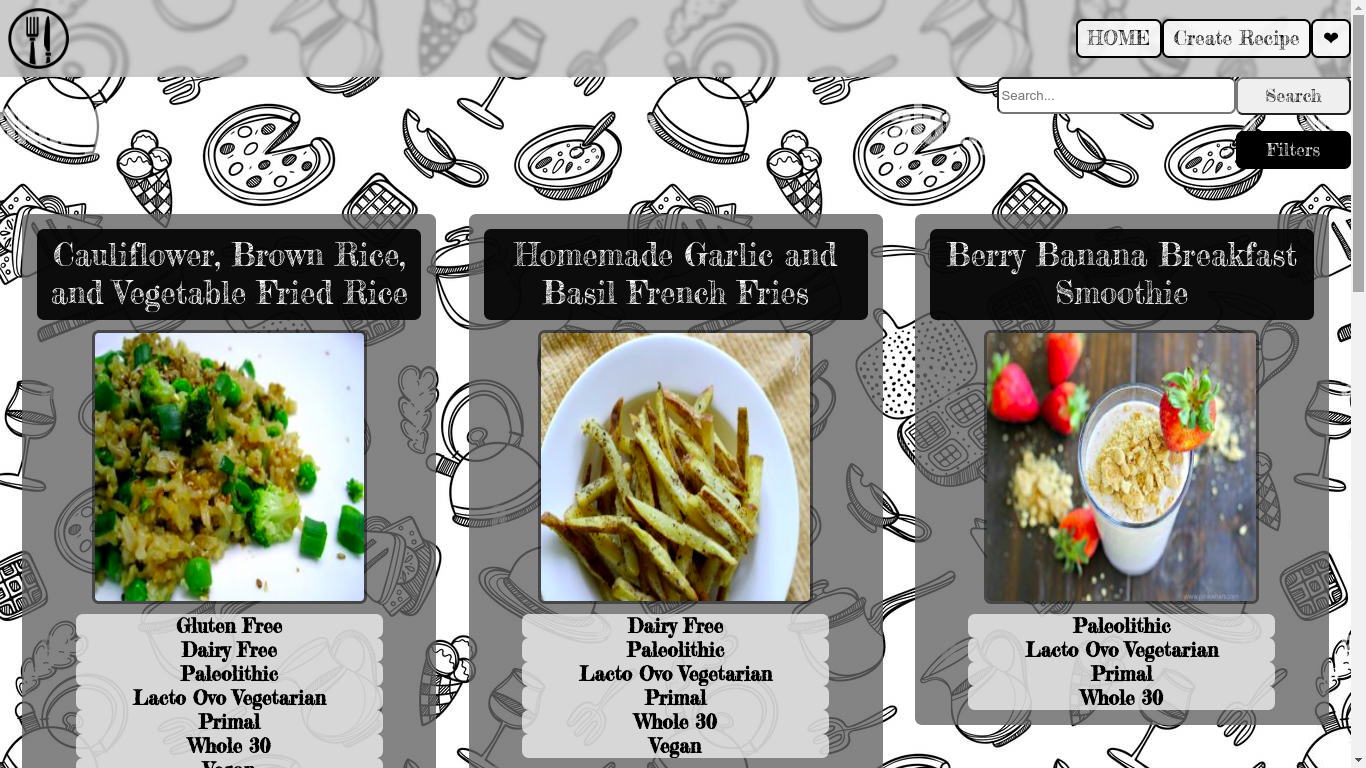 HOME
Create Recipe
❤
Search...
Search
Filters
Cauliflower, Brown Rice,
and Vegetable Fried Rice
Gluten Free
Dairy Free
Paleolithic
Lacto Ovo Vegetarian
Primal
Whole 30
Vegan
Homemade Garlic and
Basil French Fries
Dairy Free
Paleolithic
Lacto Ovo Vegetarian
Primal
Whole 30
Vegan
Berry Banana Breakfast
Smoothie
Paleolithic
Lacto Ovo Vegetarian
Primal
Whole 30